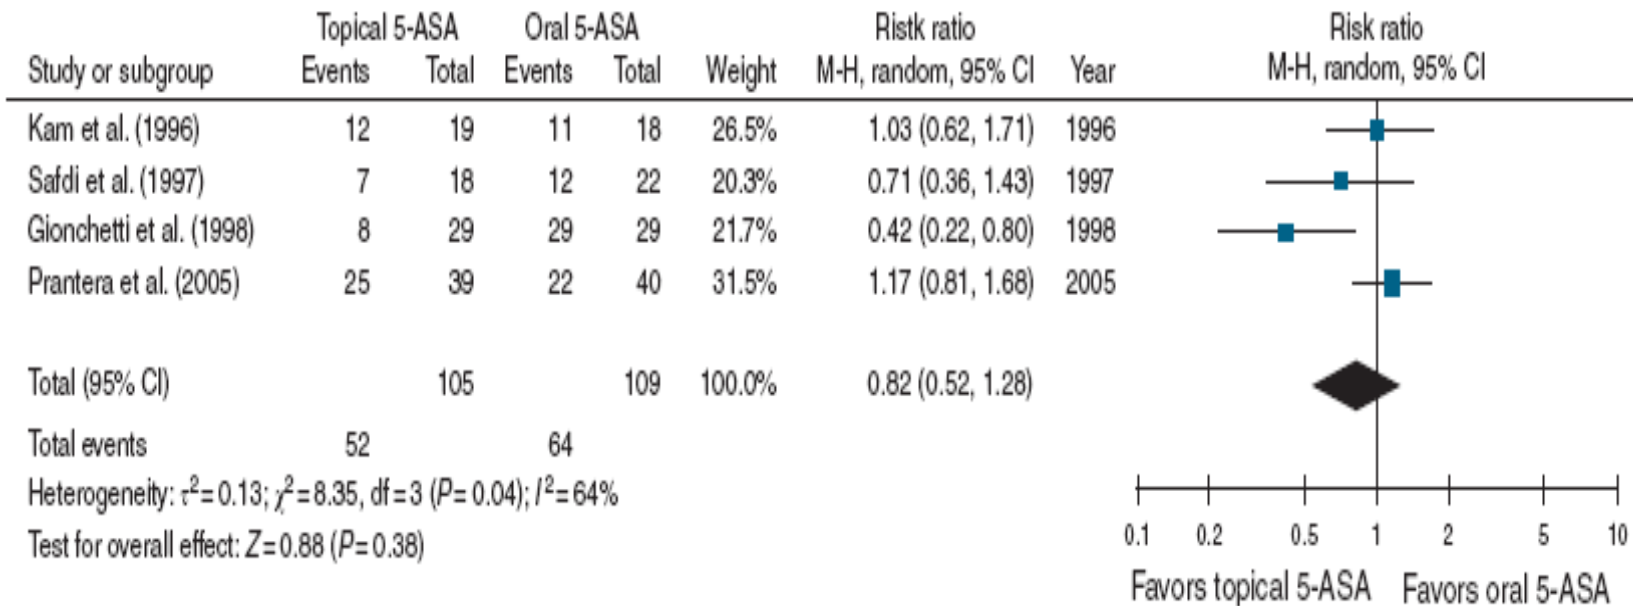 Topical 5-ASA Oral 5-ASA Ristk ratio Risk ratio
Study or subgroup Events Total Events Total Weight M-H, random, 95% CI Year M-H, random, 95% CI
Kam et al. (1996) 12 19 11 18 26.5% 1.03 (0.62, 1.71) 1996
Safdi et al. (1997) 7 18 12 22 20.3% 0.71 (0.36, 1.43) 1997
Gionchetti et al. (1998) 8 29 29 29 21.7% 0.42 (0.22, 0.80) 1998
Prantera et al. (2005) 25 39 22 40 31.5% 1.17 (0.81, 1.68) 2005
Total (95% CI) 105 109 100.0% 0.82 (0.52, 1.28)
Total events 52 64
Heterogeneity: τ²=0.13; χ²=8.35, df=3 (P=0.04); I²=64%
Test for overall effect: Z=0.88 (P=0.38)
0.1 0.2 0.5 1 2 5 10
Favors topical 5-ASA Favors oral 5-ASA